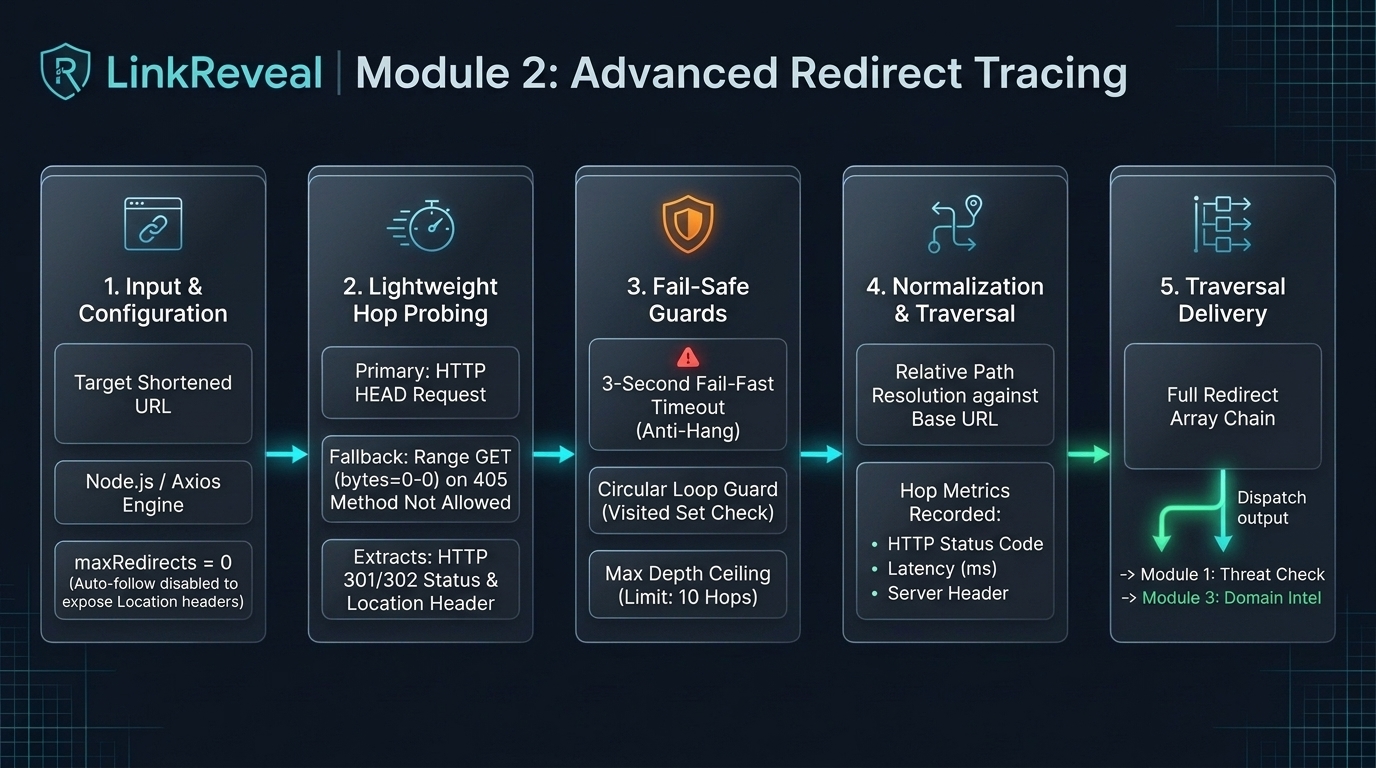 LinkReveal | Module 2: Advanced Redirect Tracing
1. Input &
Configuration
Target Shortened
URL
Node.js / Axios
Engine
maxRedirects = 0
(Auto-follow disabled to
expose Location headers)
2. Lightweight
Hop Probing
Primary: HTTP
HEAD Request
Fallback: Range GET
(bytes=0-0) on 405
Method Not Allowed
Extracts: HTTP
301/302 Status &
Location Header
3. Fail-Safe
Guards
3-Second Fail-Fast
Timeout
(Anti-Hang)
Circular Loop Guard
(Visited Set Check)
Max Depth Ceiling
(Limit: 10 Hops)
4. Normalization
& Traversal
Relative Path
Resolution against
Base URL
Hop Metrics
Recorded:
• HTTP Status Code
• Latency (ms)
• Server Header
5. Traversal
Delivery
Full Redirect
Array Chain
Dispatch
output
-> Module 1: Threat Check
-> Module 3: Domain Intel